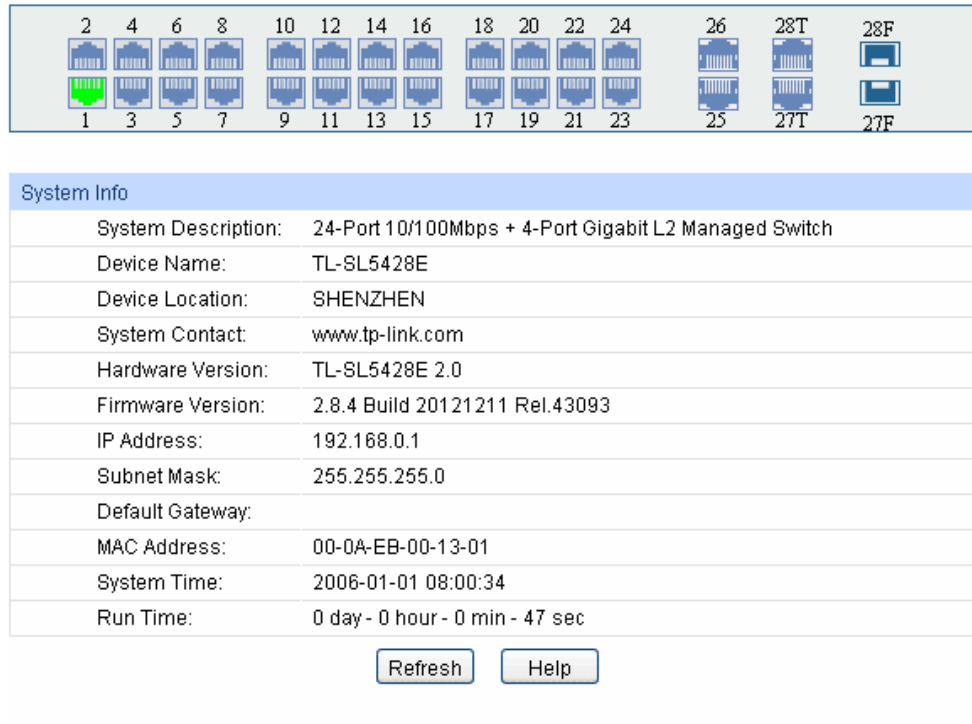 2 4 6 8 10 12 14 16 18 20 22 24 26 28T 28F
1 3 5 7 9 11 13 15 17 19 21 23 25 27T 27F
System Info
System Description: 24-Port 10/100Mbps + 4-Port Gigabit L2 Managed Switch
Device Name: TL-SL5428E
Device Location: SHENZHEN
System Contact: www.tp-link.com
Hardware Version: TL-SL5428E 2.0
Firmware Version: 2.8.4 Build 20121211 Rel.43093
IP Address: 192.168.0.1
Subnet Mask: 255.255.255.0
Default Gateway:
MAC Address: 00-0A-EB-00-13-01
System Time: 2006-01-01 08:00:34
Run Time: 0 day - 0 hour - 0 min - 47 sec
Refresh Help